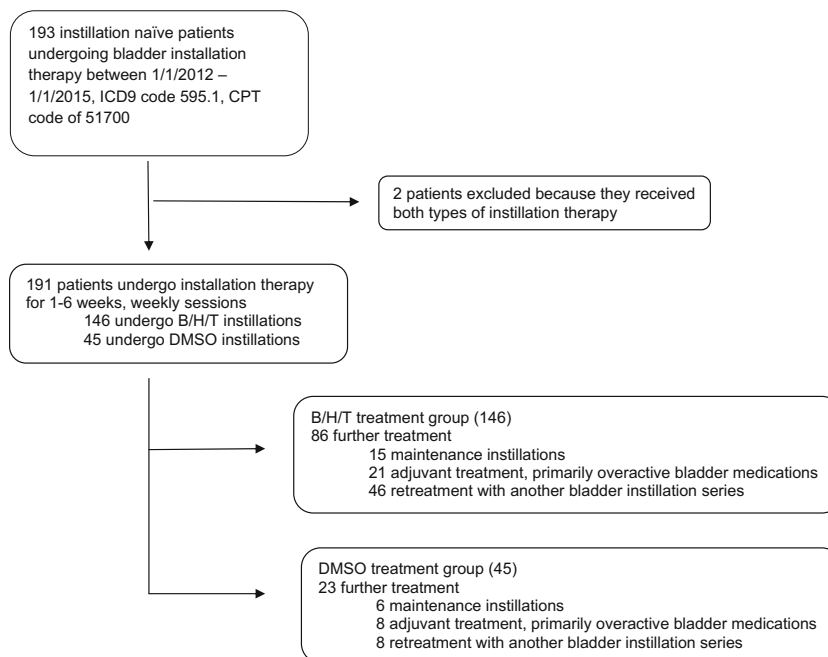 193 instillation naïve patients
undergoing bladder installation
therapy between 1/1/2012 –
1/1/2015, ICD9 code 595.1, CPT
code of 51700
2 patients excluded because they received
both types of instillation therapy
191 patients undergo installation therapy
for 1-6 weeks, weekly sessions
146 undergo B/H/T instillations
45 undergo DMSO instillations
B/H/T treatment group (146)
86 further treatment
15 maintenance instillations
21 adjuvant treatment, primarily overactive bladder medications
46 retreatment with another bladder instillation series
DMSO treatment group (45)
23 further treatment
6 maintenance instillations
8 adjuvant treatment, primarily overactive bladder medications
8 retreatment with another bladder instillation series